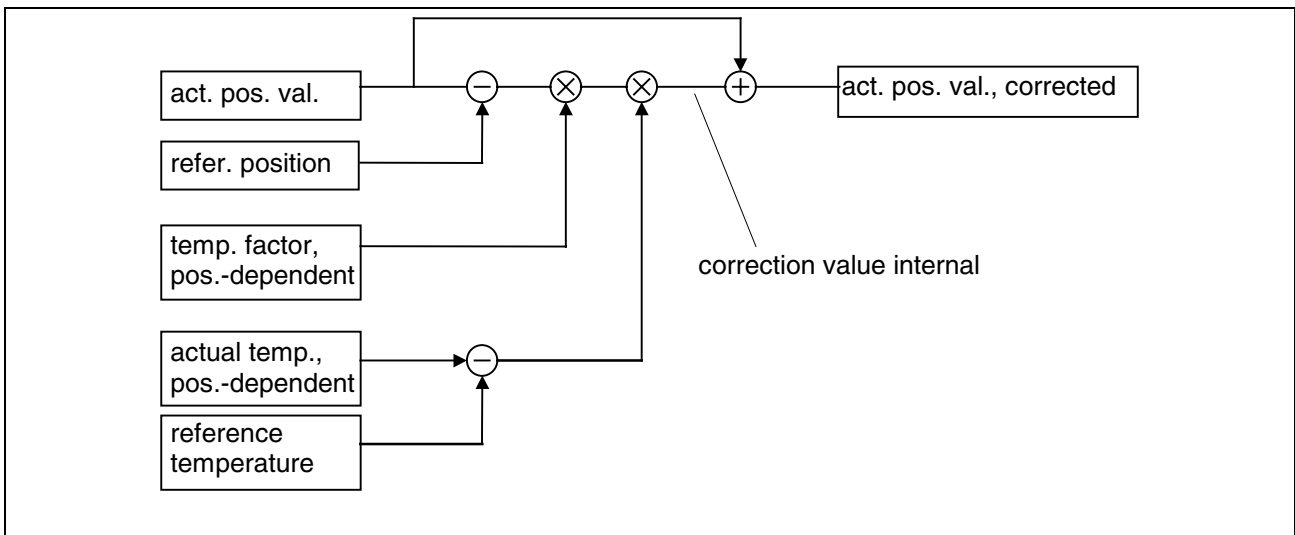 act. pos. val.
act. pos. val., corrected
refer. position
temp. factor,
pos.-dependent
correction value internal
actual temp.,
pos.-dependent
reference
temperature